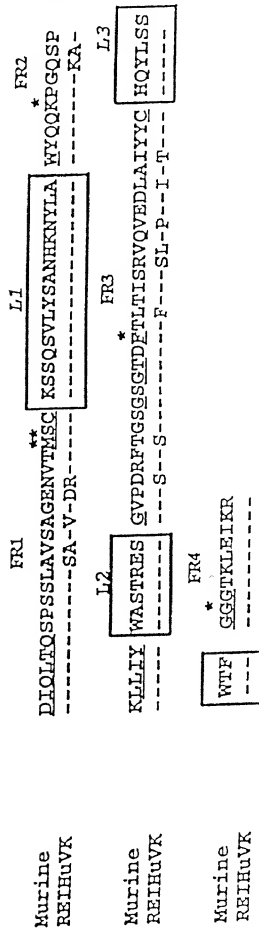 FR1 L1 FR2
** *
Murine DIQLTQSPSSLAVSAGENVTMSC KSSQSVLYSANHKNYLA WYQQKPGQSP
REIHuVK -----------SA-V-DR----- ----------------- -------KA-
L2 FR3 L3
*
Murine KLLIY WASTRES GVPDRFTGSGSGTDFTLTISRVQVEDLAIYYC HQYLSS
REIHuVK ----- ------- ---S--S---------F---SL-P--I-T--- ------
FR4
*
Murine WTF GGGTKLEIKR
REIHuVK --- ----------